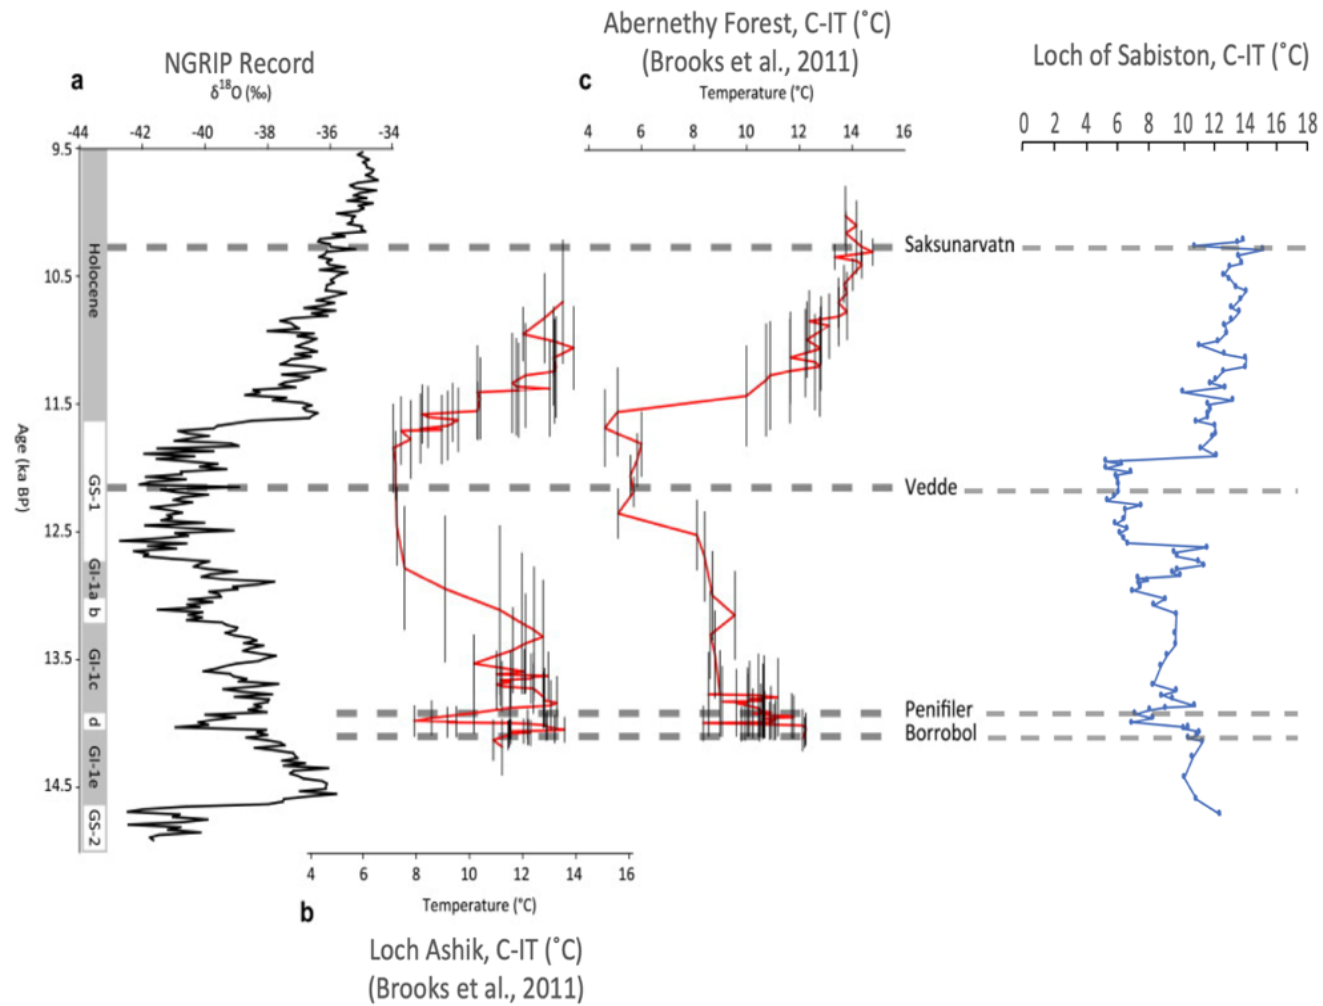 Abernethy Forest, C-IT (˚C)
(Brooks et al., 2011)
NGRIP Record
Loch of Sabiston, C-IT (˚C)
a
δ18O (‰)
c
Temperature (°C)
-44 -42 -40 -38 -36 -34
4 6 8 10 12 14 16
0 2 4 6 8 10 12 14 16 18
9.5
10.5
11.5
12.5
13.5
14.5
Age (ka BP)
Holocene
GS-1
GI-1a
b
GI-1c
d
GI-1e
GS-2
Saksunarvatn
Vedde
Penifiler
Borrobol
4 6 8 10 12 14 16
Temperature (°C)
b
Loch Ashik, C-IT (˚C)
(Brooks et al., 2011)